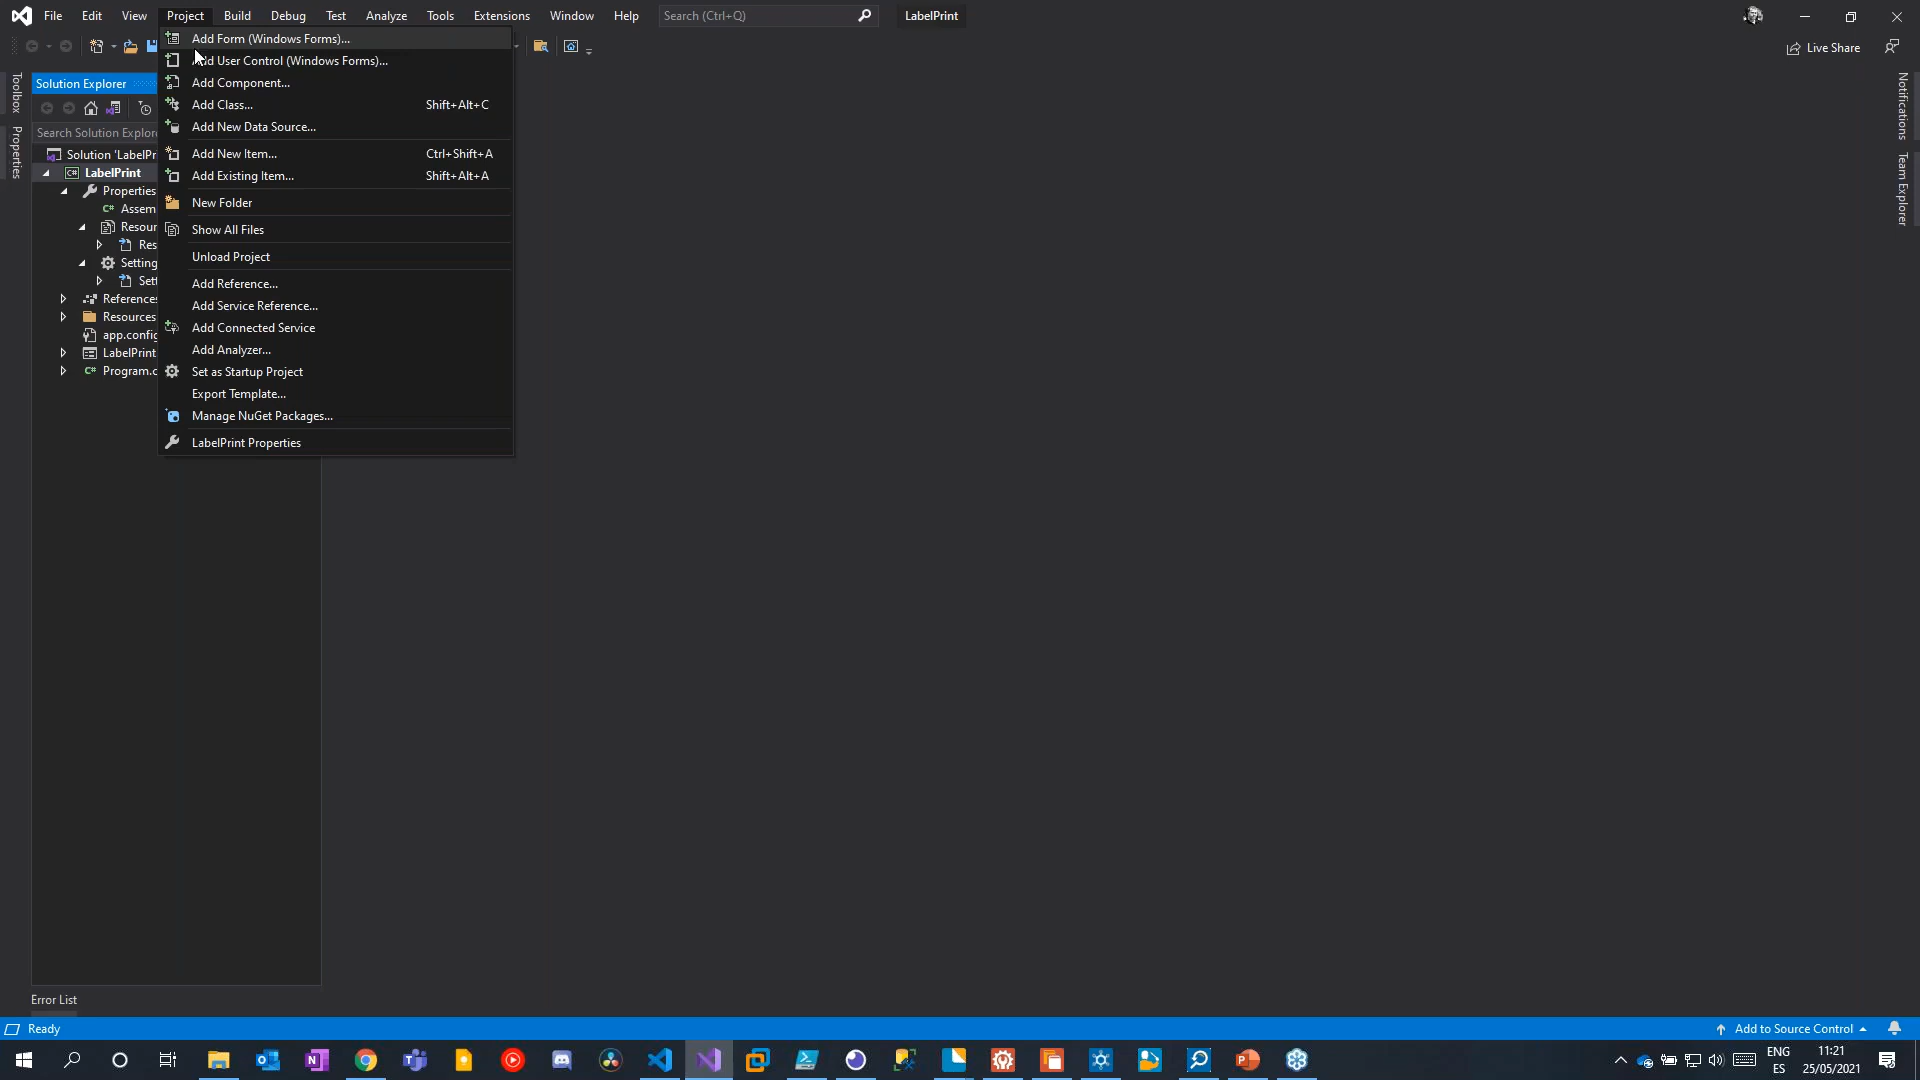 File Edit View Project Build Debug Test Analyze Tools Extensions Window Help Search (Ctrl+Q) LabelPrint
Live Share
Solution Explorer
Search Solution Explo
Solution 'LabelPr
LabelPrint
Properties
Assem
Resour
Res
Setting
Sett
References
Resources
app.config
LabelPrint
Program.c
Add Form (Windows Forms)...
Add User Control (Windows Forms)...
Add Component...
Add Class... Shift+Alt+C
Add New Data Source...
Add New Item... Ctrl+Shift+A
Add Existing Item... Shift+Alt+A
New Folder
Show All Files
Unload Project
Add Reference...
Add Service Reference...
Add Connected Service
Add Analyzer...
Set as Startup Project
Export Template...
Manage NuGet Packages...
LabelPrint Properties
Toolbox
Properties
Notifications
Team Explorer
Error List
Ready
Add to Source Control
ENG
ES
11:21
25/05/2021